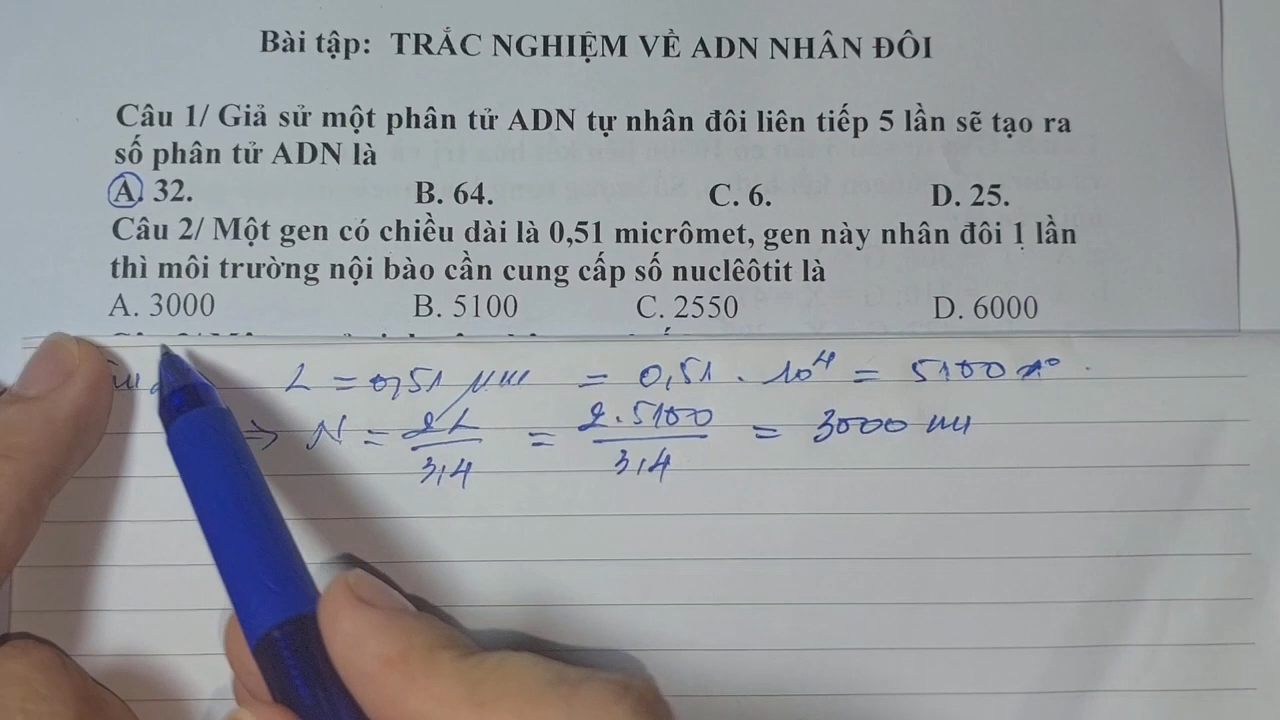 Bài tập: TRẮC NGHIỆM VỀ ADN NHÂN ĐÔI
Câu 1/ Giả sử một phân tử ADN tự nhân đôi liên tiếp 5 lần sẽ tạo ra
số phân tử ADN là
A. 32. B. 64. C. 6. D. 25.
Câu 2/ Một gen có chiều dài là 0,51 micrômet, gen này nhân đôi 1 lần
thì môi trường nội bào cần cung cấp số nuclêôtit là
A. 3000 B. 5100 C. 2550 D. 6000
L = 0,51 µm = 0,51 . 10⁴ = 5100 A⁰
⇒ N = 2L/3,4 = 2.5100/3,4 = 3000 nu